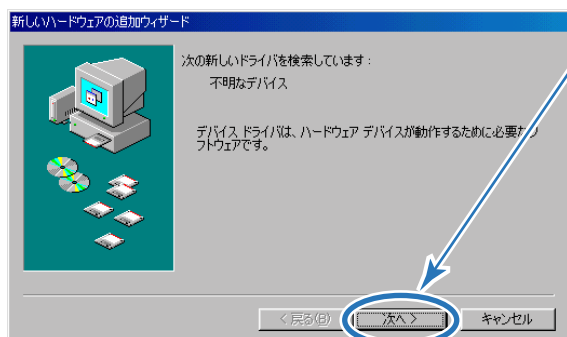 新しいハードウェアの追加ウィザード
次の新しいドライバを検索しています：
不明なデバイス
デバイス ドライバは、ハードウェア デバイスが動作するために必要なソ
フトウェアです。
< 戻る(B)
次へ >
キャンセル